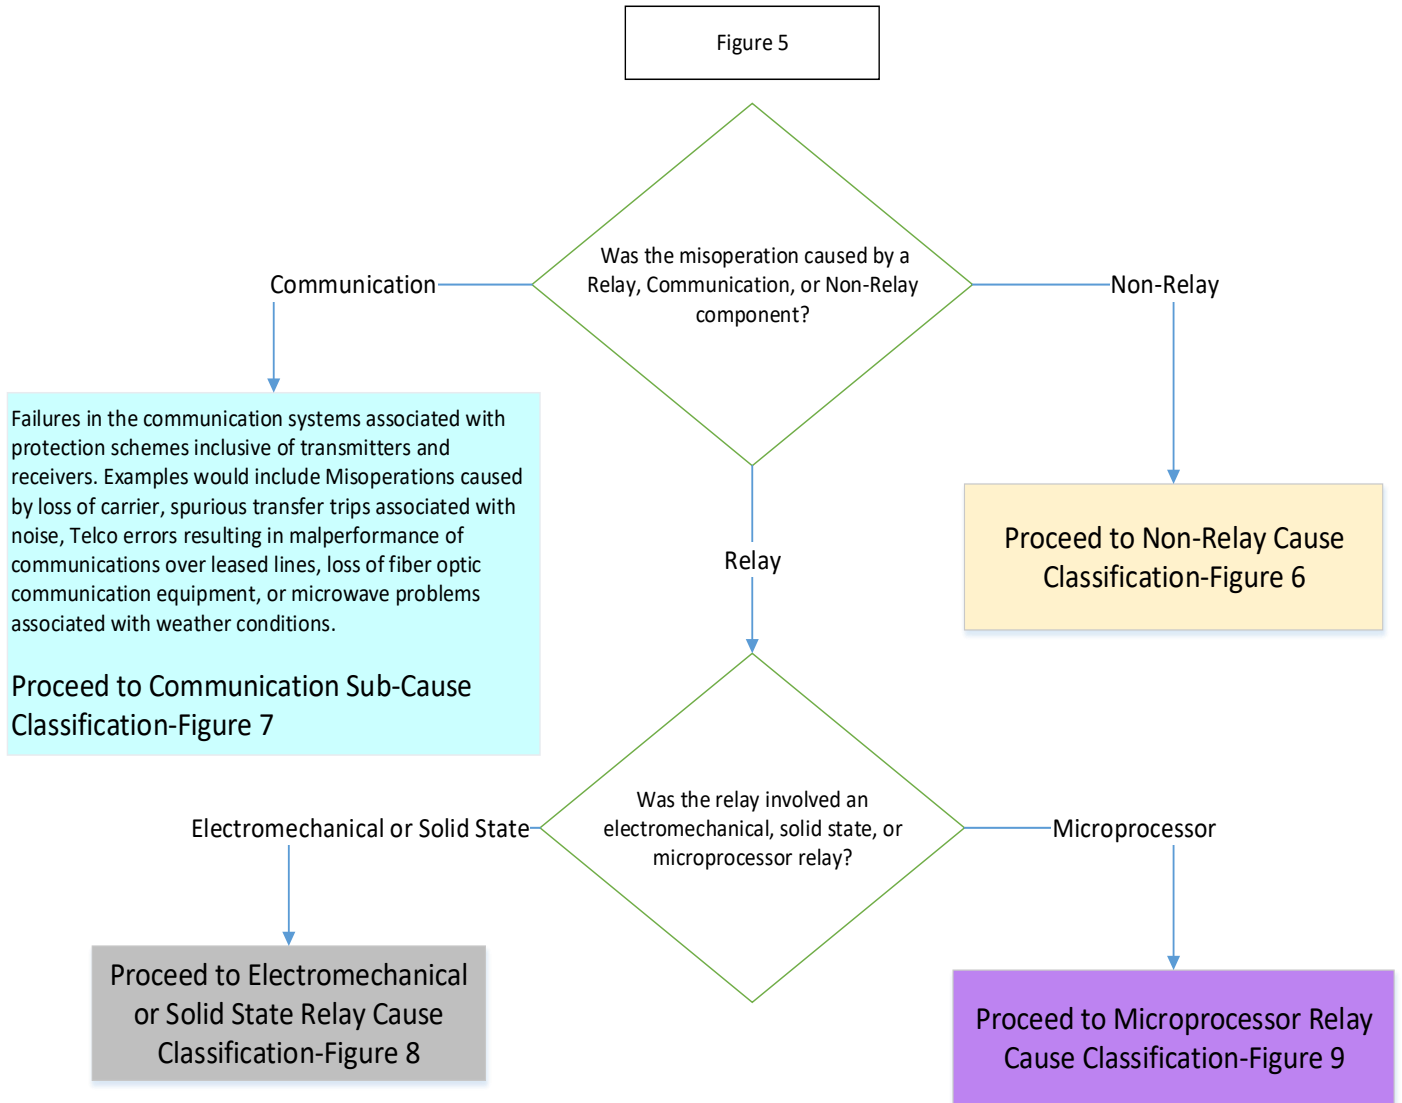 Figure 5
Was the misoperation caused by a
Relay, Communication, or Non-Relay
component?
Communication
Non-Relay
Failures in the communication systems associated with
protection schemes inclusive of transmitters and
receivers. Examples would include Misoperations caused
by loss of carrier, spurious transfer trips associated with
noise, Telco errors resulting in malperformance of
communications over leased lines, loss of fiber optic
communication equipment, or microwave problems
associated with weather conditions.
Proceed to Communication Sub-Cause
Classification-Figure 7
Proceed to Non-Relay Cause
Classification-Figure 6
Relay
Was the relay involved an
electromechanical, solid state, or
microprocessor relay?
Electromechanical or Solid State
Microprocessor
Proceed to Electromechanical
or Solid State Relay Cause
Classification-Figure 8
Proceed to Microprocessor Relay
Cause Classification-Figure 9